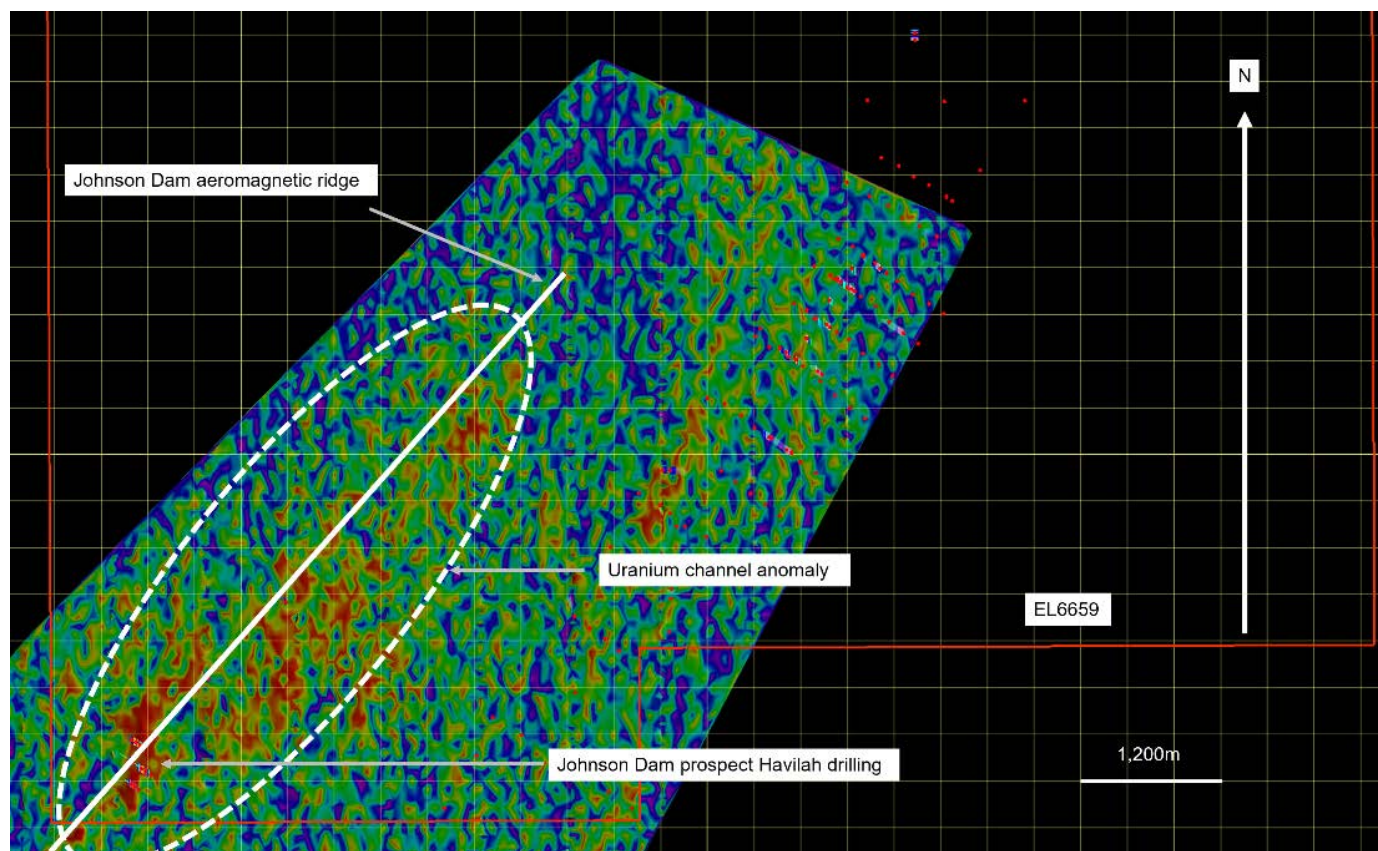 N
Johnson Dam aeromagnetic ridge
Uranium channel anomaly
EL6659
1,200m
Johnson Dam prospect Havilah drilling